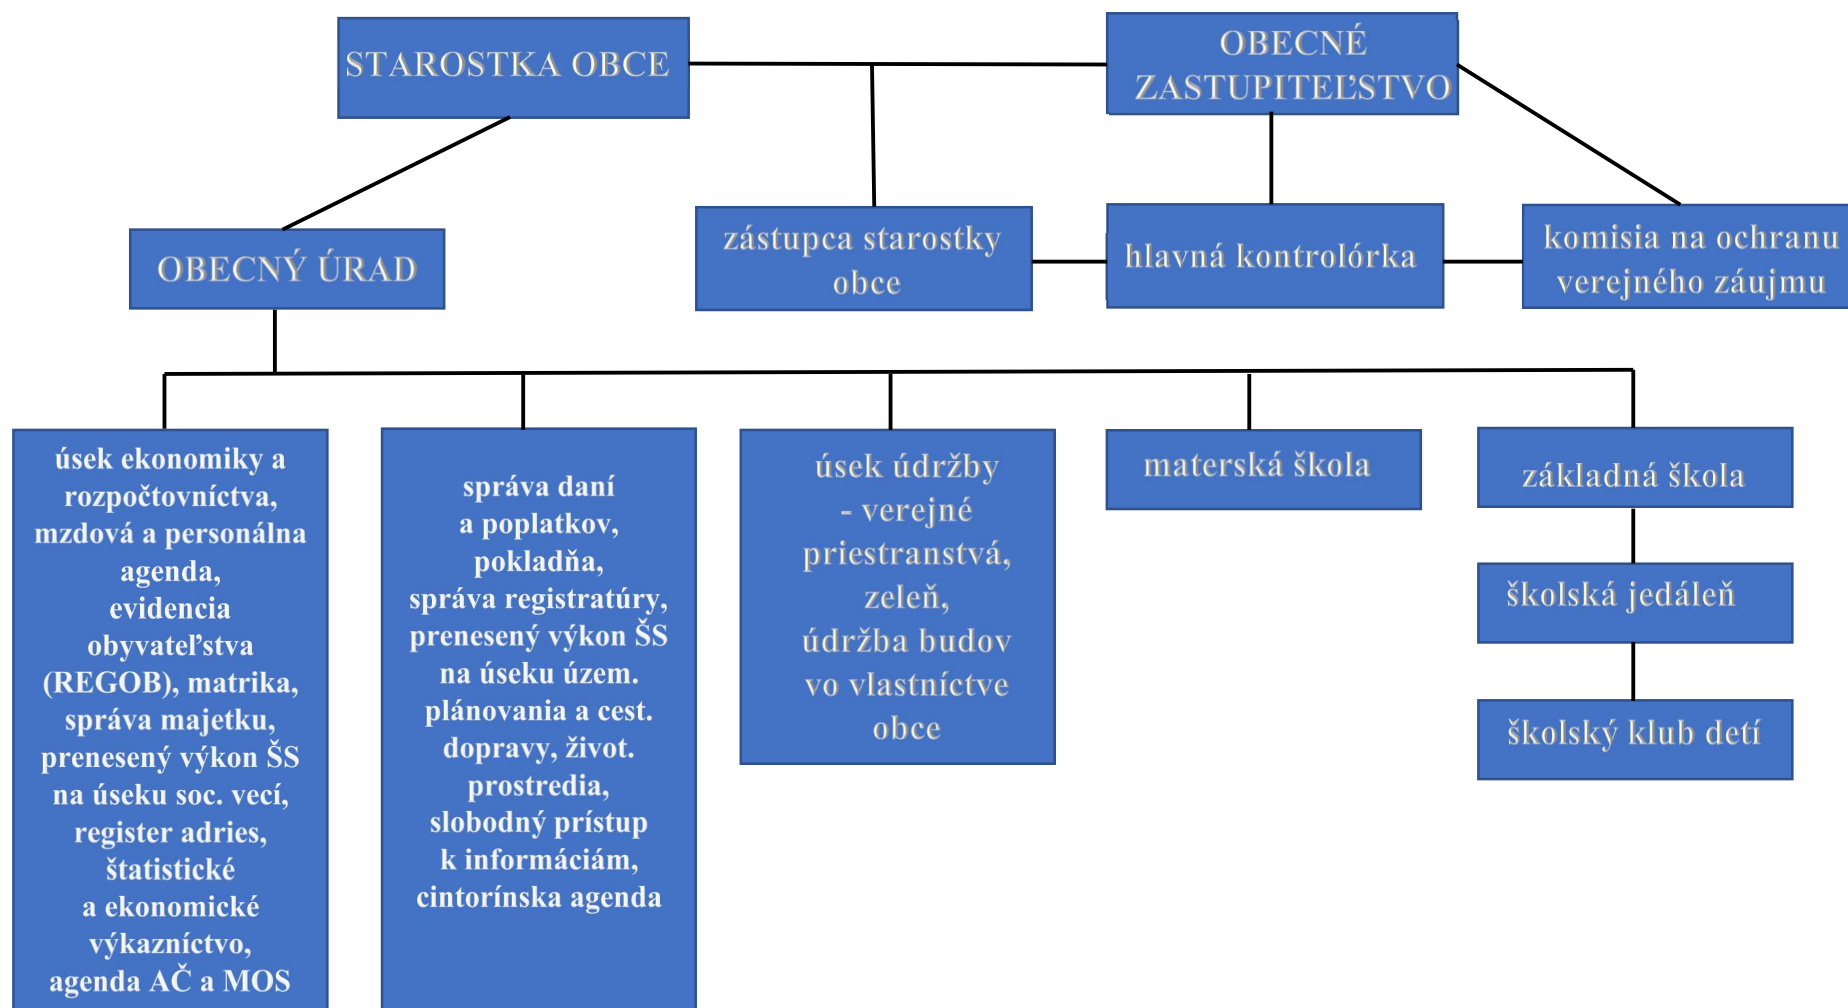 STAROSTKA OBCE
OBECNÉ
ZASTUPITEĽSTVO
OBECNÝ ÚRAD
zástupca starostky
obce
hlavná kontrolórka
komisia na ochranu
verejného záujmu
úsek ekonomiky a
rozpočtovníctva,
mzdová a personálna
agenda,
evidencia
obyvateľstva
(REGOB), matrika,
správa majetku,
prenesený výkon ŠS
na úseku soc. vecí,
register adries,
štatistické
a ekonomické
výkazníctvo,
agenda AČ a MOS
správa daní
a poplatkov,
pokladňa,
správa registratúry,
prenesený výkon ŠS
na úseku územ.
plánovania a cest.
dopravy, život.
prostredia,
slobodný prístup
k informáciám,
cintorínska agenda
úsek údržby
- verejné
priestranstvá,
zeleň,
údržba budov
vo vlastníctve
obce
materská škola
základná škola
školská jedáleň
školský klub detí